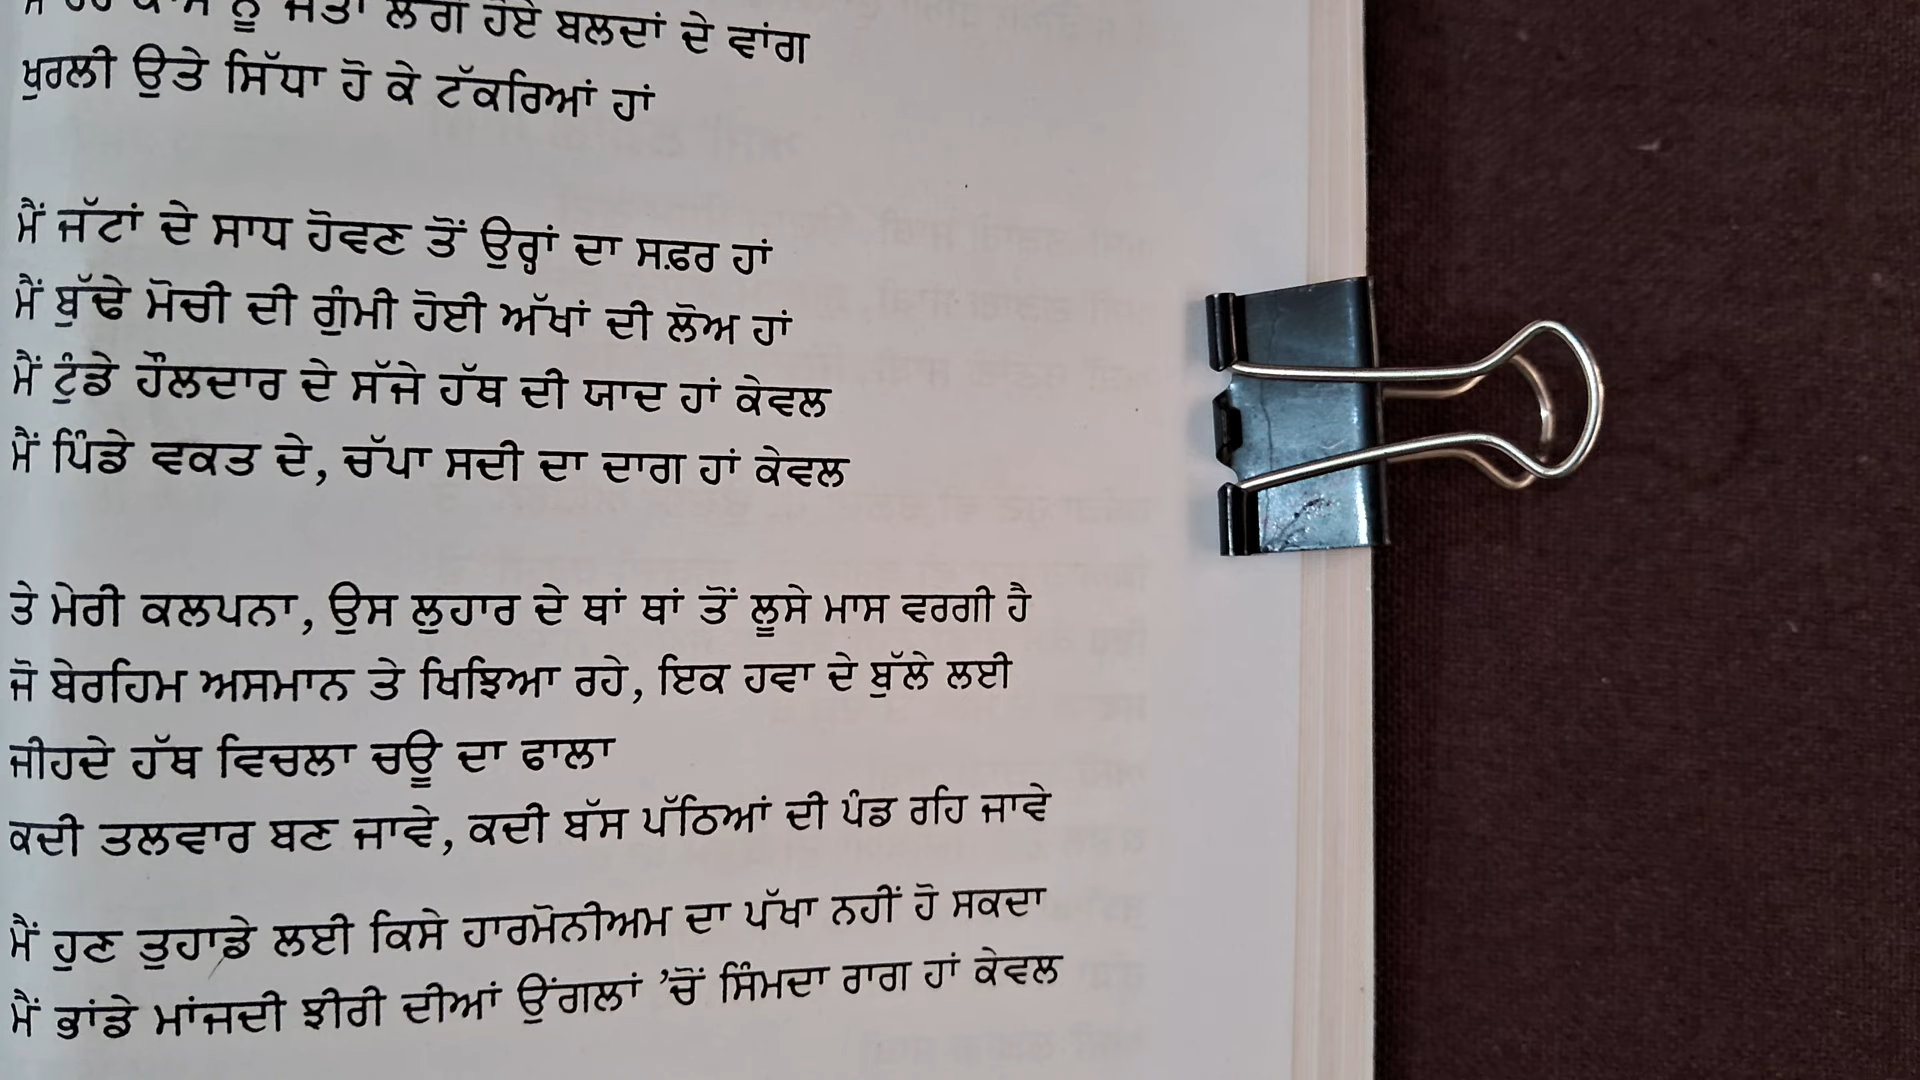 ਨੂੰ ਜੋਤਾ ਲੱਗੇ ਹੋਏ ਬਲਦਾਂ ਦੇ ਵਾਂਗ
ਖੁਰਲੀ ਉਤੇ ਸਿੱਧਾ ਹੋ ਕੇ ਟੱਕਰਿਆਂ ਹਾਂ
ਮੈਂ ਜੱਟਾਂ ਦੇ ਸਾਧ ਹੋਵਣ ਤੋਂ ਉਰ੍ਹਾਂ ਦਾ ਸਫ਼ਰ ਹਾਂ
ਮੈਂ ਬੁੱਢੇ ਮੋਚੀ ਦੀ ਗੁੰਮੀ ਹੋਈ ਅੱਖਾਂ ਦੀ ਲੋਅ ਹਾਂ
ਮੈਂ ਟੁੰਡੇ ਹੌਲਦਾਰ ਦੇ ਸੱਜੇ ਹੱਥ ਦੀ ਯਾਦ ਹਾਂ ਕੇਵਲ
ਮੈਂ ਪਿੰਡੇ ਵਕਤ ਦੇ, ਚੱਪਾ ਸਦੀ ਦਾ ਦਾਗ ਹਾਂ ਕੇਵਲ
ਤੇ ਮੇਰੀ ਕਲਪਨਾ, ਉਸ ਲੁਹਾਰ ਦੇ ਥਾਂ ਥਾਂ ਤੋਂ ਲੂਸੇ ਮਾਸ ਵਰਗੀ ਹੈ
ਜੋ ਬੇਰਹਿਮ ਅਸਮਾਨ ਤੇ ਖਿਝਿਆ ਰਹੇ, ਇਕ ਹਵਾ ਦੇ ਬੁੱਲੇ ਲਈ
ਜੀਹਦੇ ਹੱਥ ਵਿਚਲਾ ਚਊ ਦਾ ਫਾਲਾ
ਕਦੀ ਤਲਵਾਰ ਬਣ ਜਾਵੇ, ਕਦੀ ਬੱਸ ਪੱਠਿਆਂ ਦੀ ਪੰਡ ਰਹਿ ਜਾਵੇ
ਮੈਂ ਹੁਣ ਤੁਹਾਡੇ ਲਈ ਕਿਸੇ ਹਾਰਮੋਨੀਅਮ ਦਾ ਪੱਖਾ ਨਹੀਂ ਹੋ ਸਕਦਾ
ਮੈਂ ਭਾਂਡੇ ਮਾਂਜਦੀ ਝੀਰੀ ਦੀਆਂ ਉਂਗਲਾਂ ’ਚੋਂ ਸਿੰਮਦਾ ਰਾਗ ਹਾਂ ਕੇਵਲ